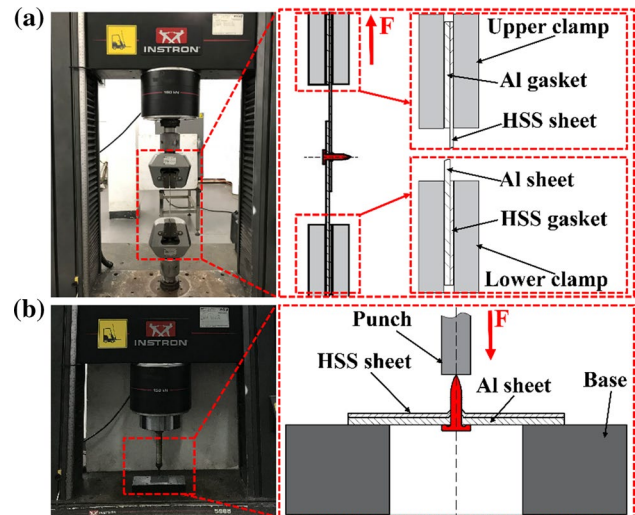 (a)
INSTRON
F
Upper clamp
Al gasket
HSS sheet
Al sheet
HSS gasket
Lower clamp
(b)
INSTRON
Punch
F
HSS sheet
Al sheet
Base
5585